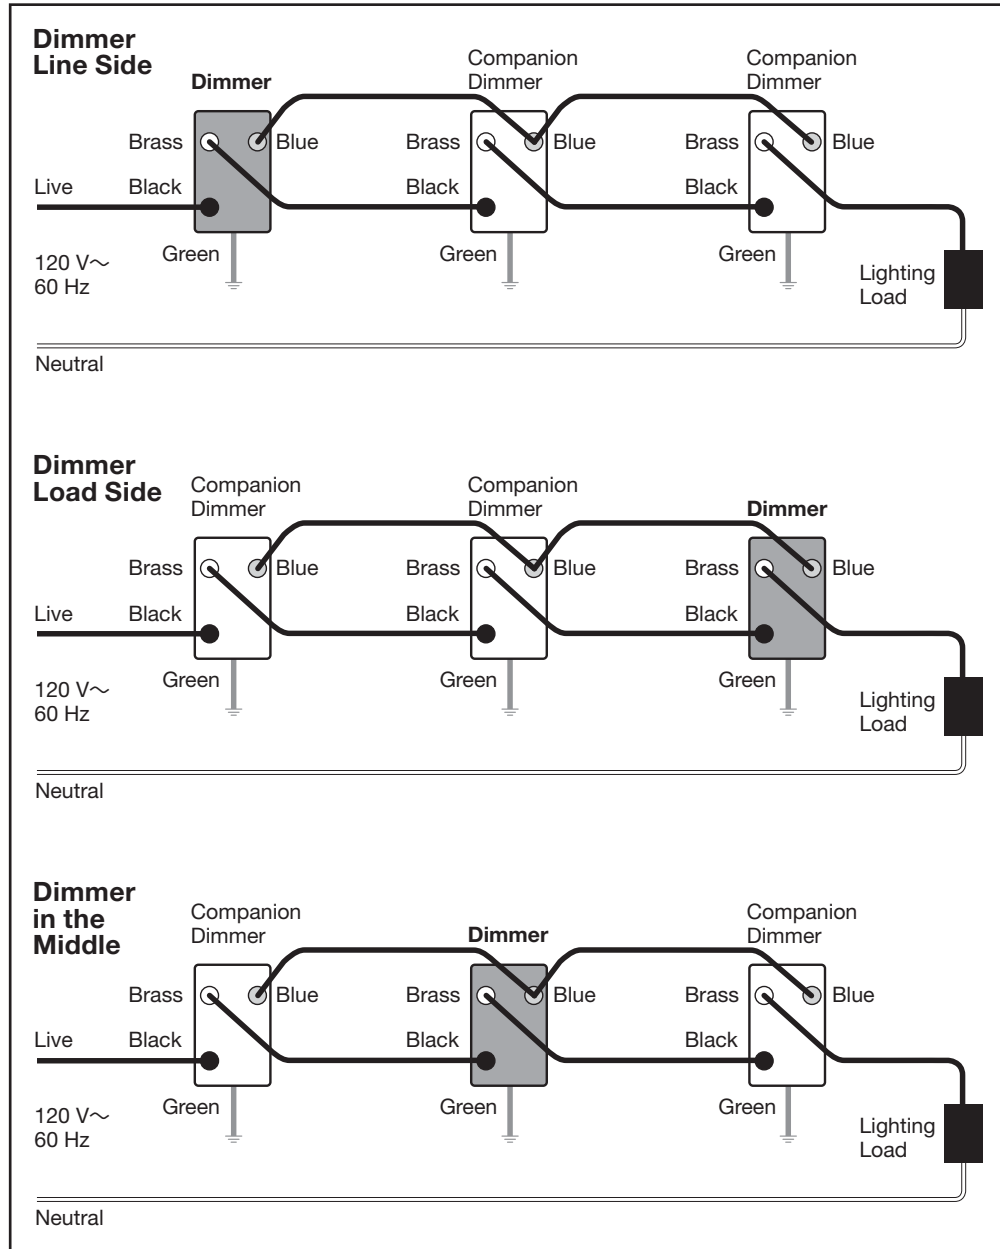 Dimmer
Line Side
Dimmer
Companion
Dimmer
Companion
Dimmer
Brass
Blue
Brass
Blue
Brass
Blue
Live
Black
Black
Black
Green
Green
Green
120 V~
60 Hz
Lighting
Load
Neutral
Dimmer
Load Side
Companion
Dimmer
Companion
Dimmer
Dimmer
Brass
Blue
Brass
Blue
Brass
Blue
Live
Black
Black
Black
Green
Green
Green
120 V~
60 Hz
Lighting
Load
Neutral
Dimmer
in the
Middle
Companion
Dimmer
Dimmer
Companion
Dimmer
Brass
Blue
Brass
Blue
Brass
Blue
Live
Black
Black
Black
Green
Green
Green
120 V~
60 Hz
Lighting
Load
Neutral